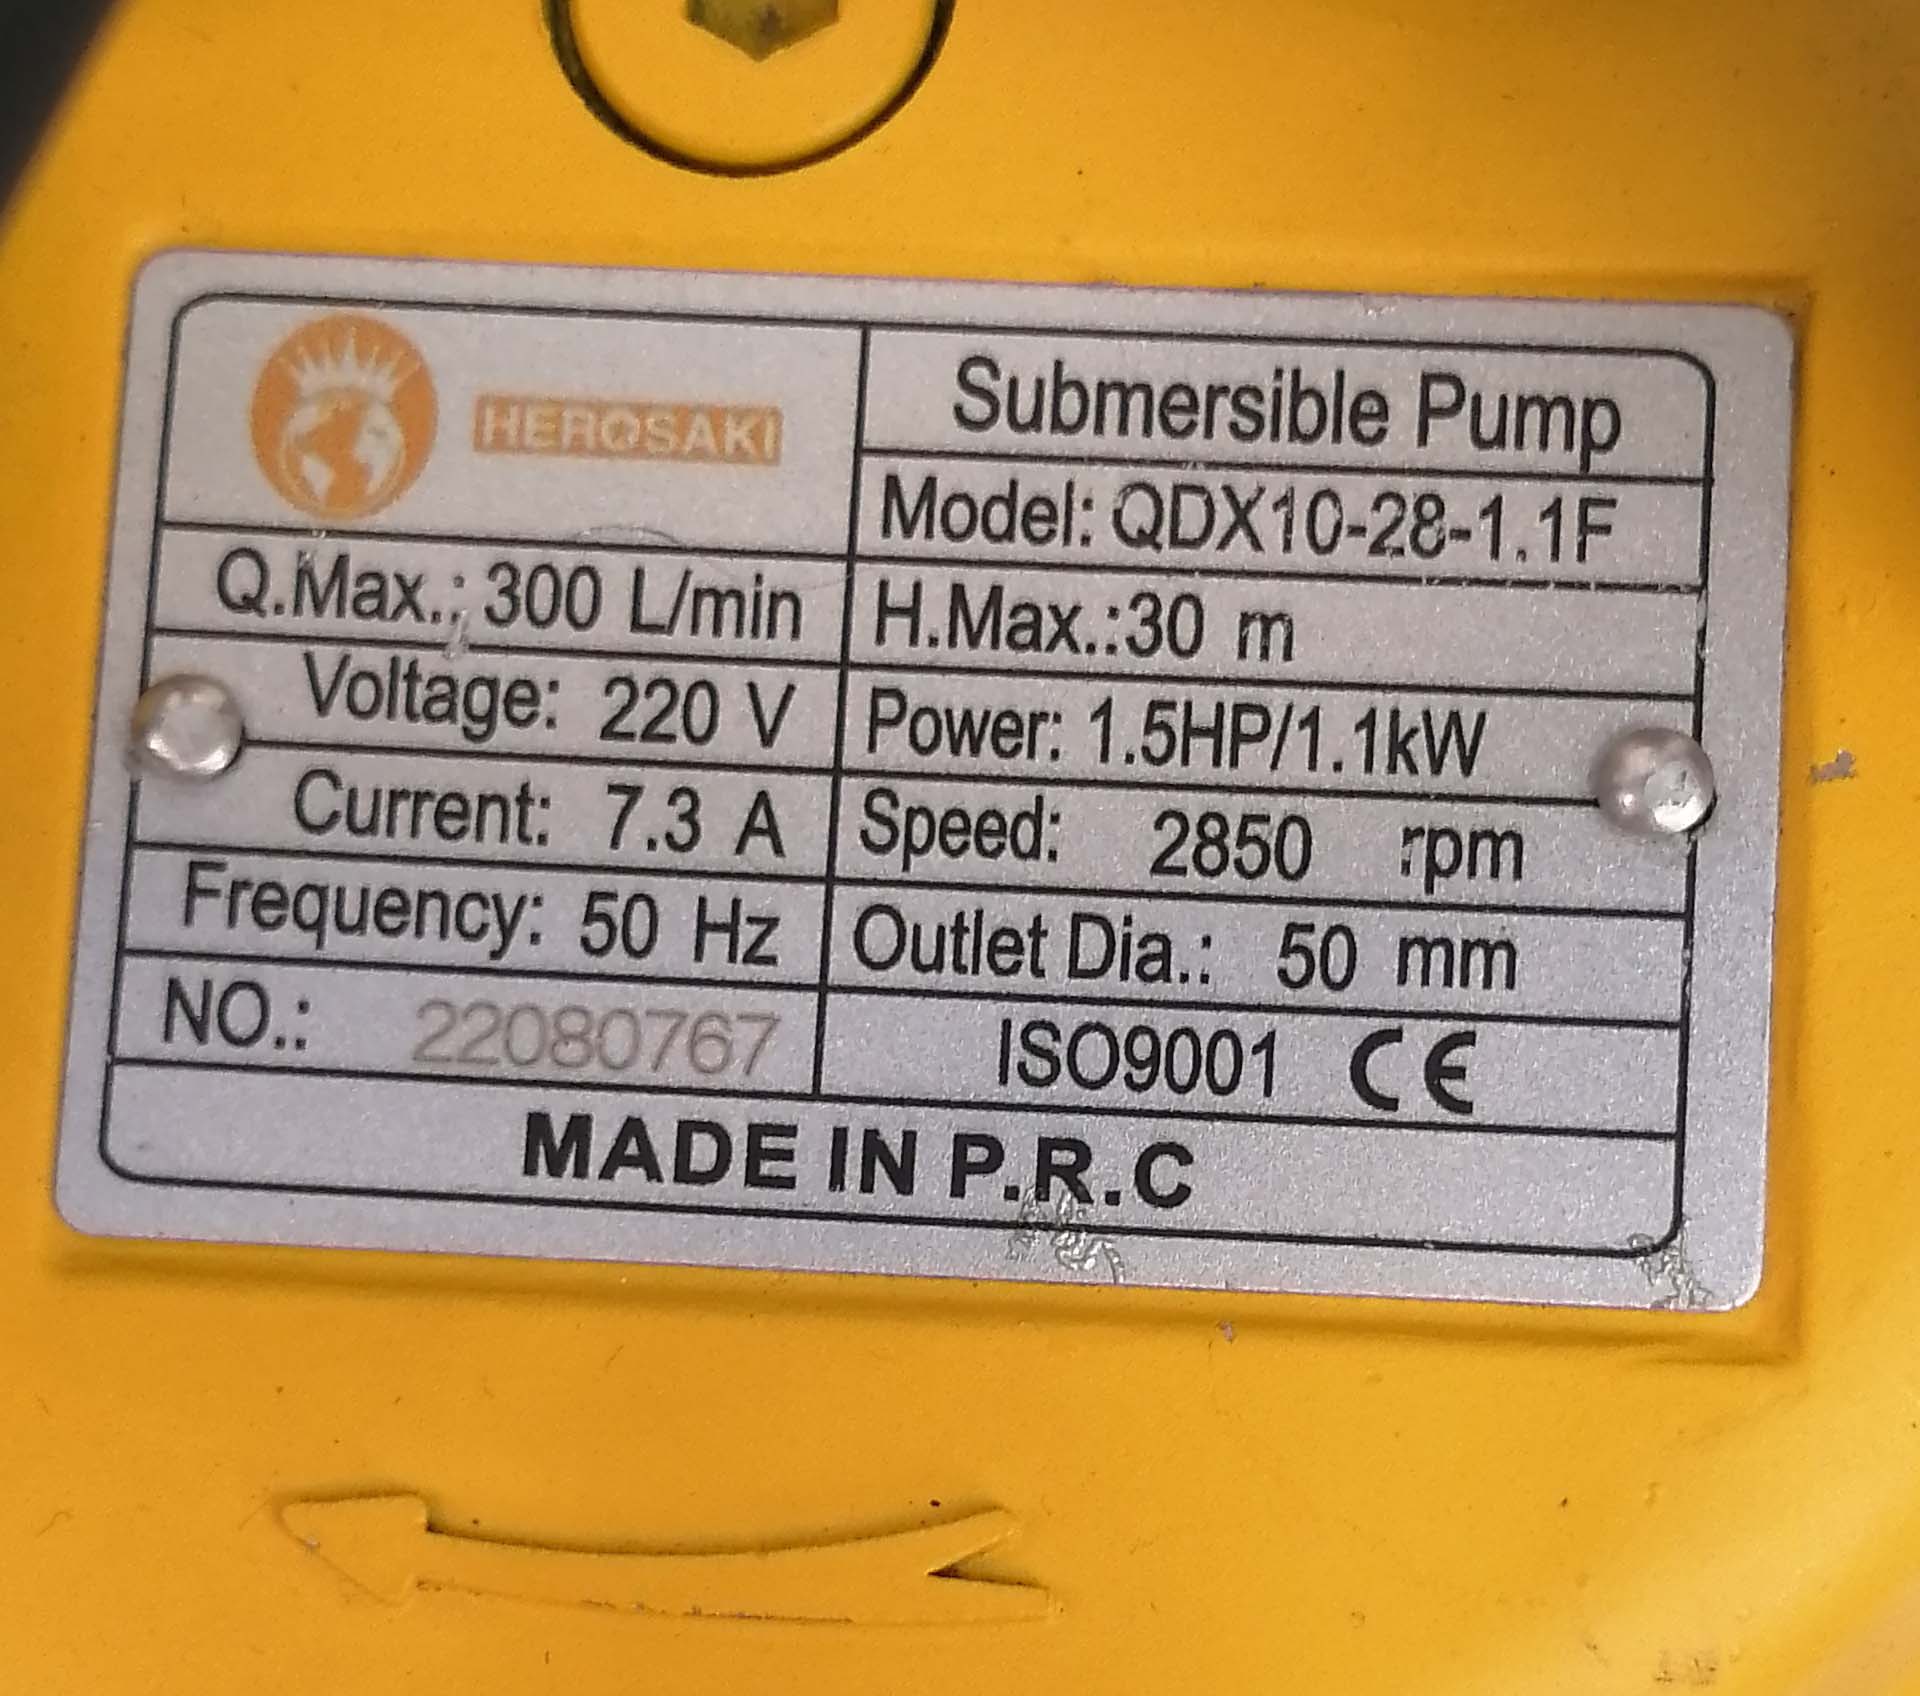 HEROSAKI
Submersible Pump
Model: QDX10-28-1.1F
Q.Max.: 300 L/min
H.Max.:30 m
Voltage: 220 V
Power: 1.5HP/1.1kW
Current: 7.3 A
Speed: 2850 rpm
Frequency: 50 Hz
Outlet Dia.: 50 mm
NO.: 22080767
ISO9001 CE
MADE IN P.R.C